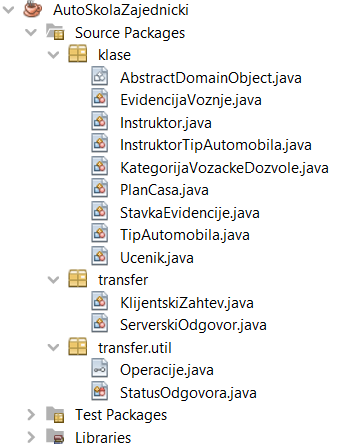 AutoSkolaZajednicki
Source Packages
klase
AbstractDomainObject.java
EvidencijaVoznje.java
Instruktor.java
InstruktorTipAutomobila.java
KategorijaVozackeDozvole.java
PlanCasa.java
StavkaEvidencije.java
TipAutomobila.java
Ucenik.java
transfer
KlijentskiZahtev.java
ServerskiOdgovor.java
transfer.util
Operacije.java
StatusOdgovora.java
Test Packages
Libraries